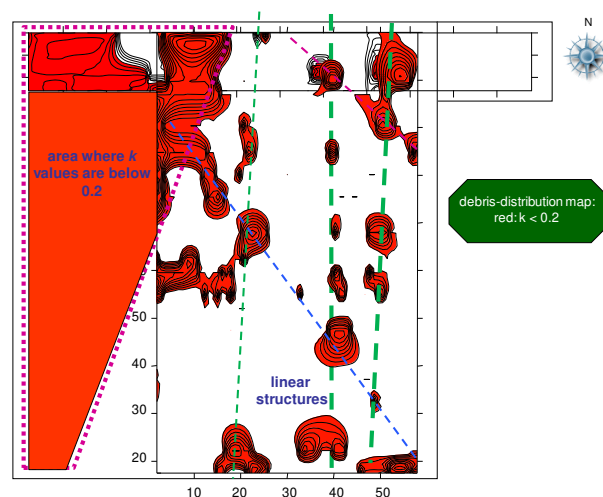 N
area where k
values are below
0.2
debris-distribution map:
red: k < 0.2
50
40
linear
structures
30
20
10
20
30
40
50